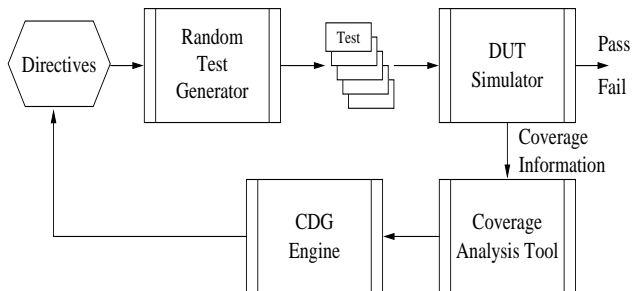 Directives
Random
Test
Generator
Test
DUT
Simulator
Pass
Fail
Coverage
Information
CDG
Engine
Coverage
Analysis Tool